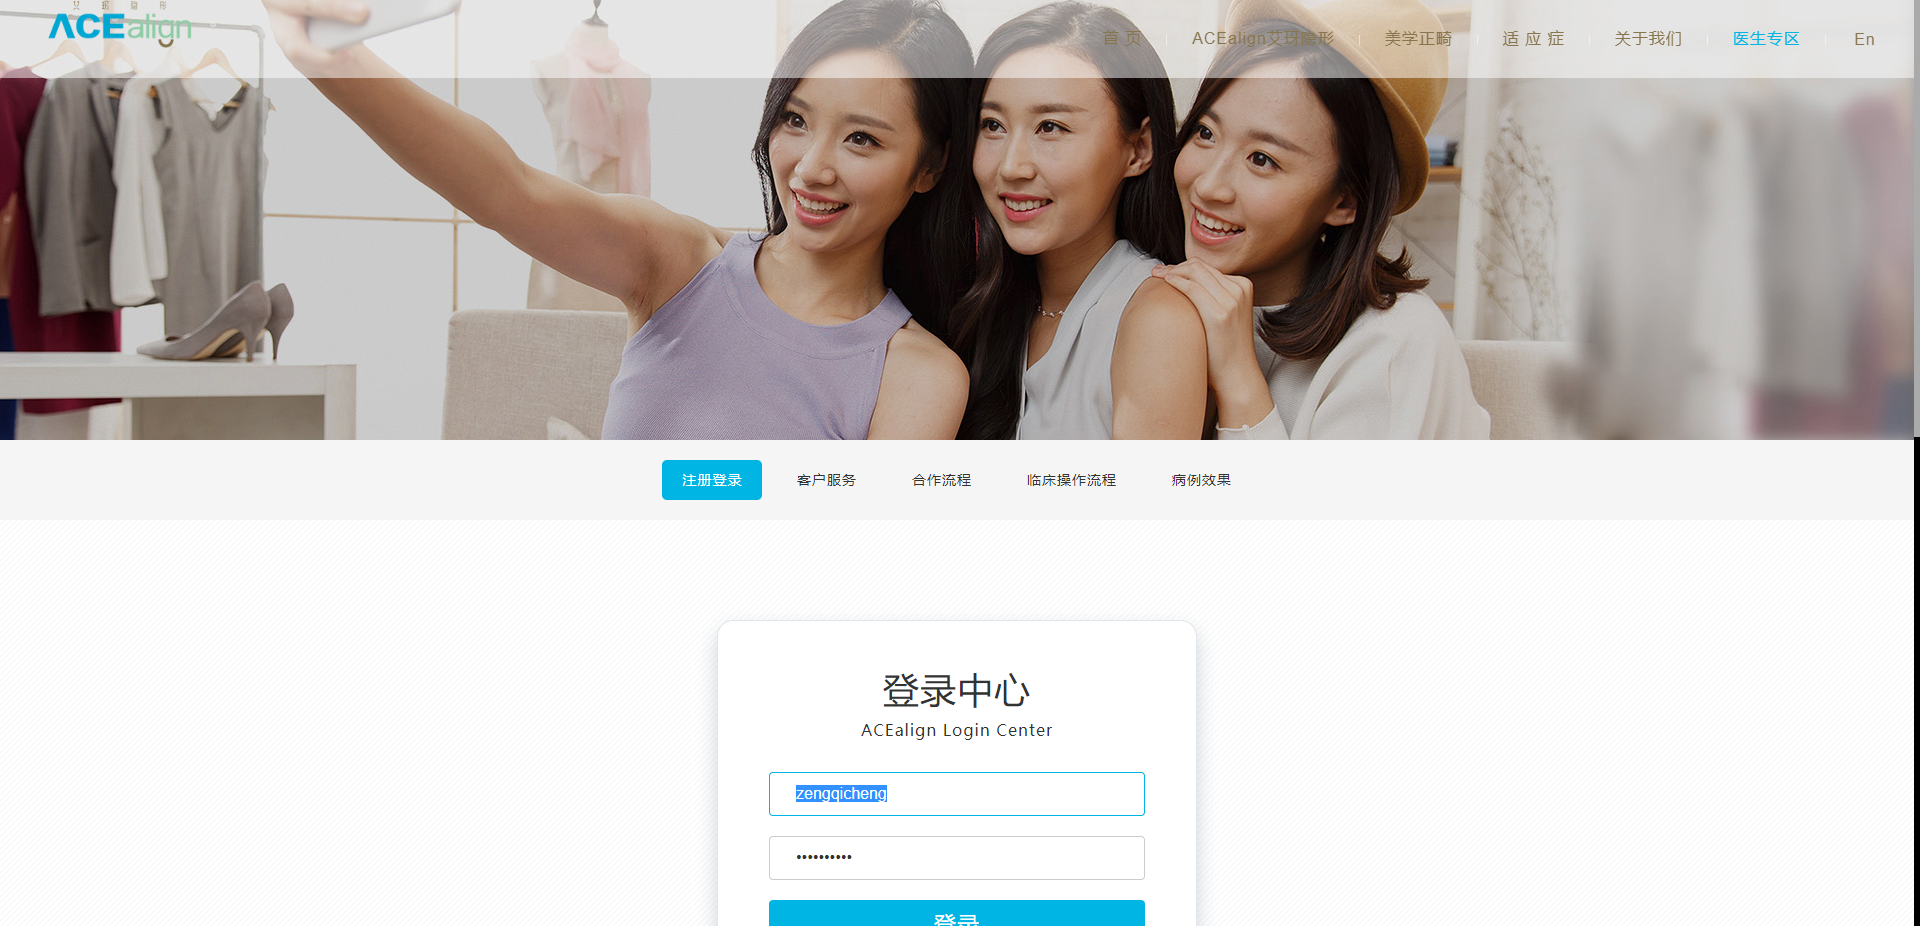 艾玡隐形
ACEalign
首 页
ACEalign艾玡隐形
美学正畸
适 应 症
关于我们
医生专区
En
注册登录
客户服务
合作流程
临床操作流程
病例效果
登录中心
ACEalign Login Center
zengqicheng
登录